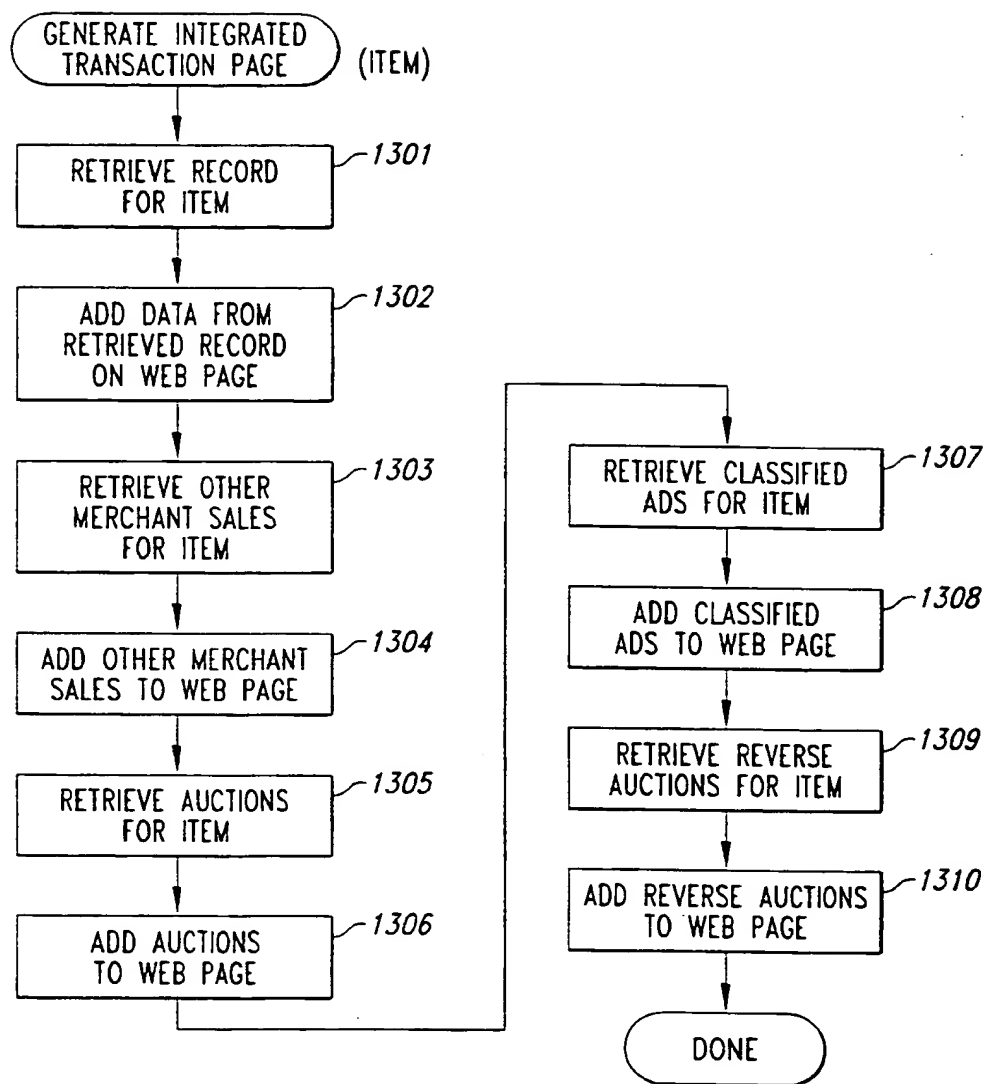 GENERATE INTEGRATED
TRANSACTION PAGE
(ITEM)
1301
RETRIEVE RECORD
FOR ITEM
1302
ADD DATA FROM
RETRIEVED RECORD
ON WEB PAGE
1303
RETRIEVE OTHER
MERCHANT SALES
FOR ITEM
1304
ADD OTHER MERCHANT
SALES TO WEB PAGE
1305
RETRIEVE AUCTIONS
FOR ITEM
1306
ADD AUCTIONS
TO WEB PAGE
1307
RETRIEVE CLASSIFIED
ADS FOR ITEM
1308
ADD CLASSIFIED
ADS TO WEB PAGE
1309
RETRIEVE REVERSE
AUCTIONS FOR ITEM
1310
ADD REVERSE AUCTIONS
TO WEB PAGE
DONE